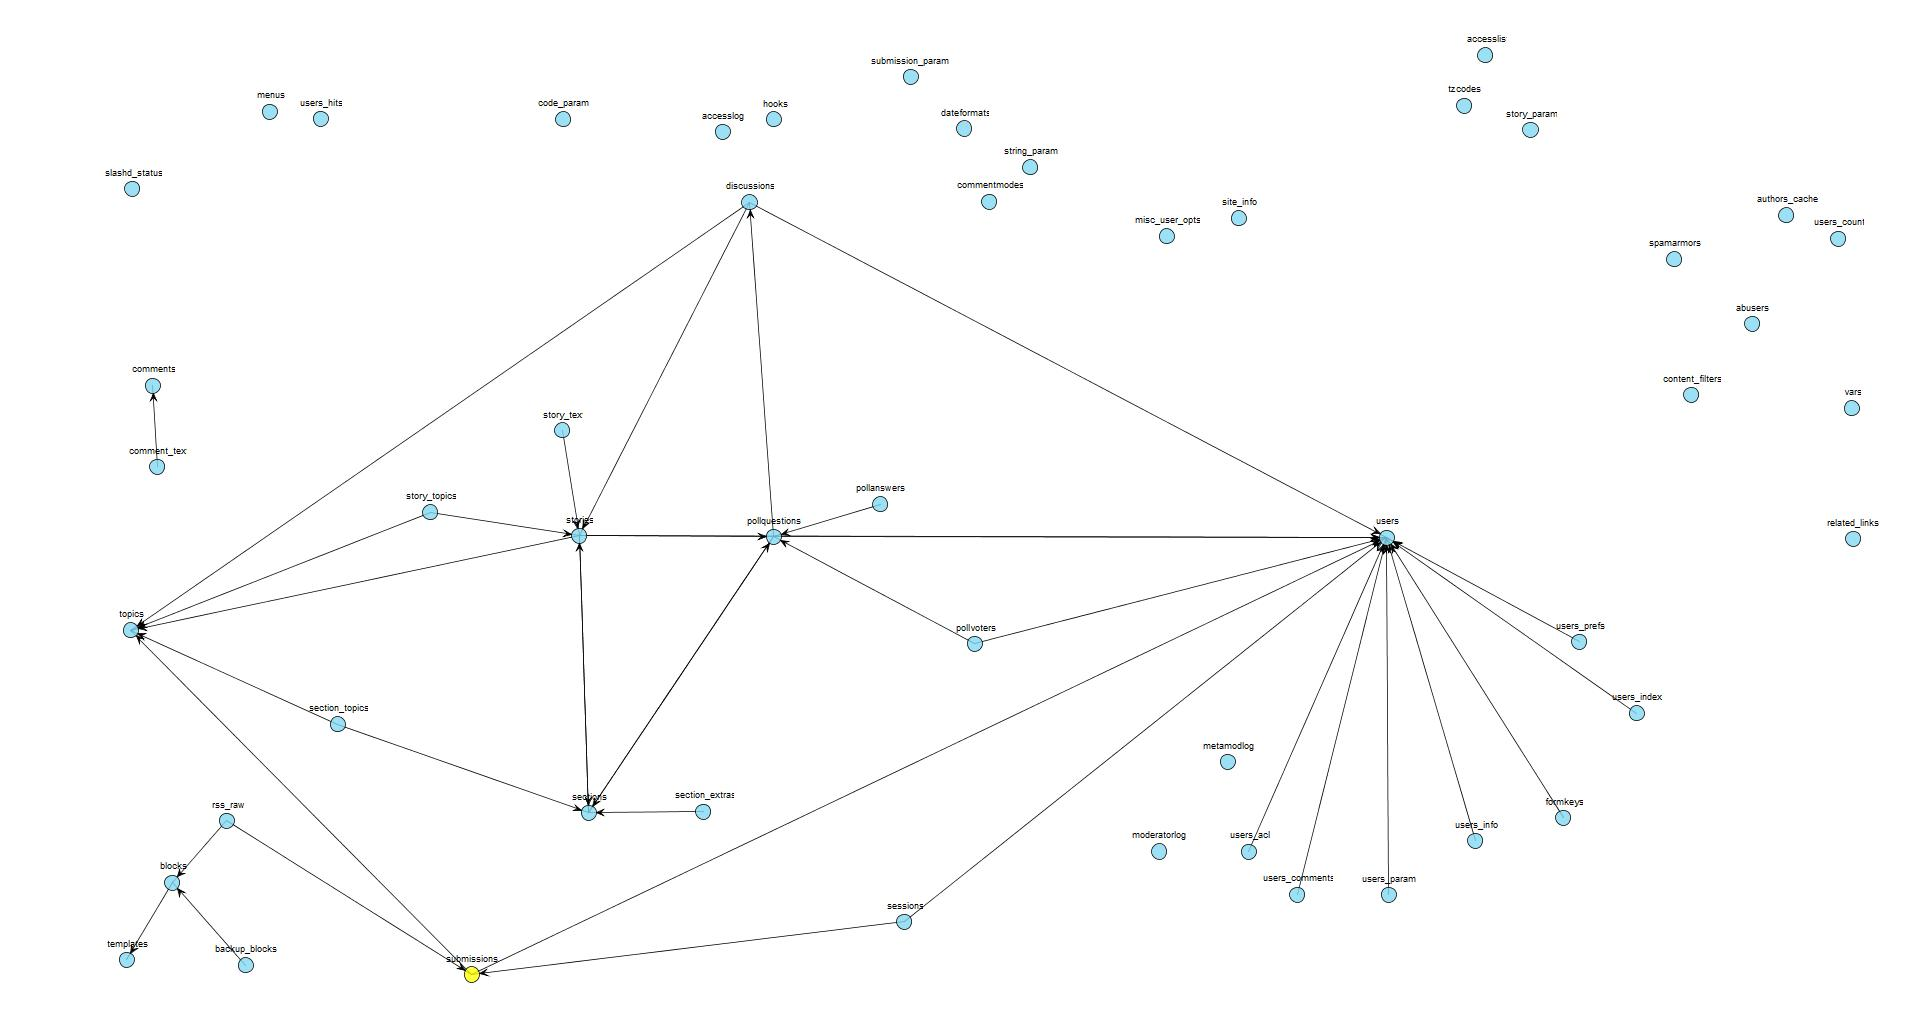 accesslis
submission_param
tzcodes
menus
users_hits
code_param
hooks
accesslog
dateformats
story_param
string_param
slashd_status
discussions
commentmodes
authors_cache
site_info
misc_user_opts
users_count
spamarmors
abusers
comments
content_filters
vars
story_tex
comment_tex
pollanswers
story_topics
stories
pollquestions
users
related_links
topics
pollvoters
users_prefs
users_index
section_topics
metamodlog
sections
section_extras
rss_raw
formkeys
users_info
moderatorlog
users_acl
blocks
users_comments
users_param
sessions
templates
backup_blocks
submissions